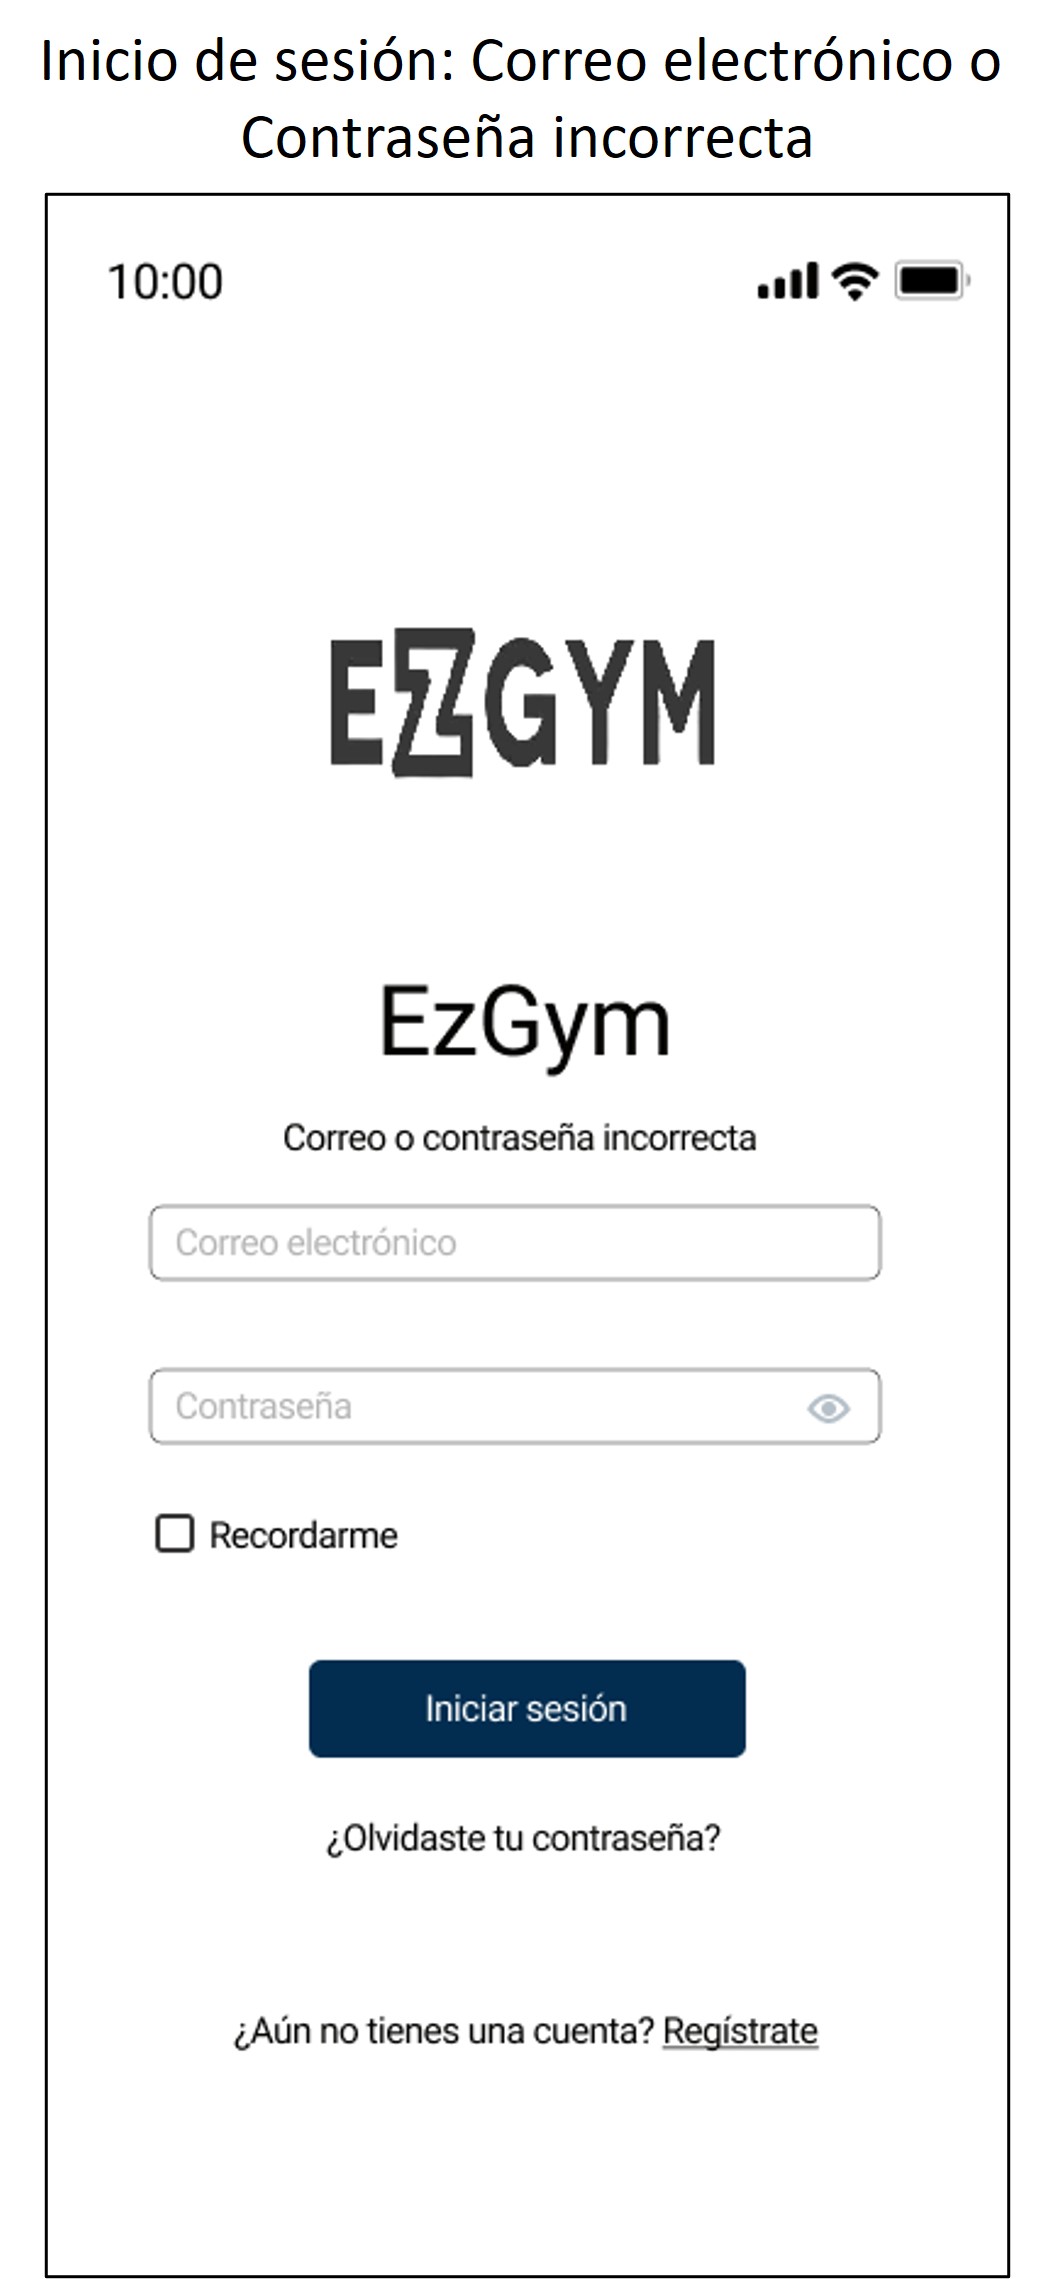 Inicio de sesión: Correo electrónico o
Contraseña incorrecta
10:00
EZGYM
EzGym
Correo o contraseña incorrecta
Correo electrónico
Contraseña
Recordarme
Iniciar sesión
¿Olvidaste tu contraseña?
¿Aún no tienes una cuenta? Regístrate